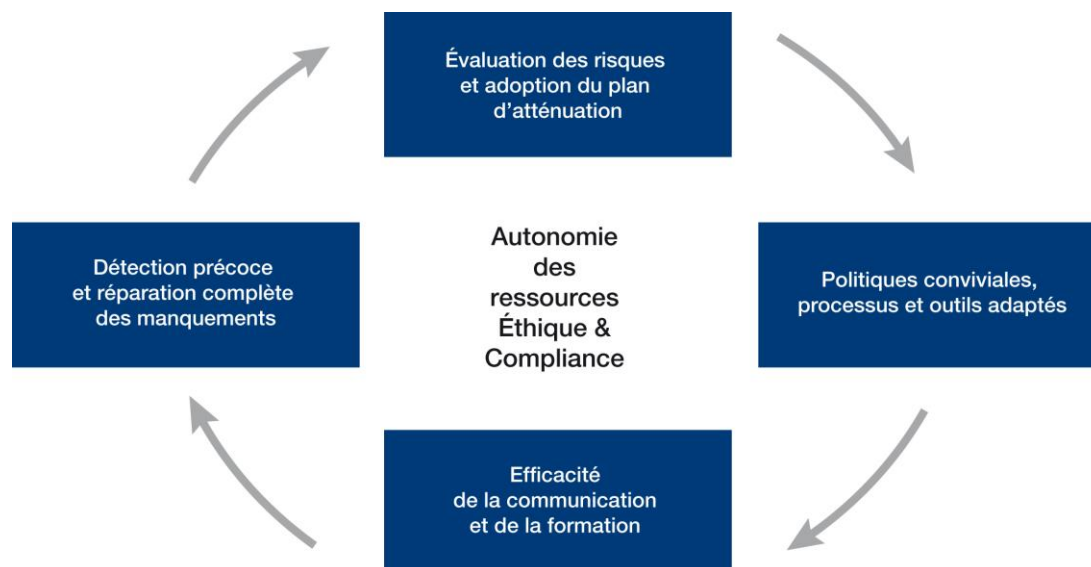 Évaluation des risques
et adoption du plan
d’atténuation
Autonomie
des
ressources
Éthique &
Compliance
Détection précoce
et réparation complète
des manquements
Politiques conviviales,
processus et outils adaptés
Efficacité
de la communication
et de la formation